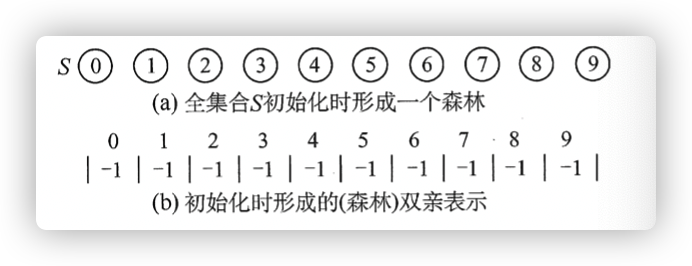 S 0 1 2 3 4 5 6 7 8 9
(a) 全集合S初始化时形成一个森林
0 1 2 3 4 5 6 7 8 9
-1 -1 -1 -1 -1 -1 -1 -1 -1 -1
(b) 初始化时形成的(森林)双亲表示